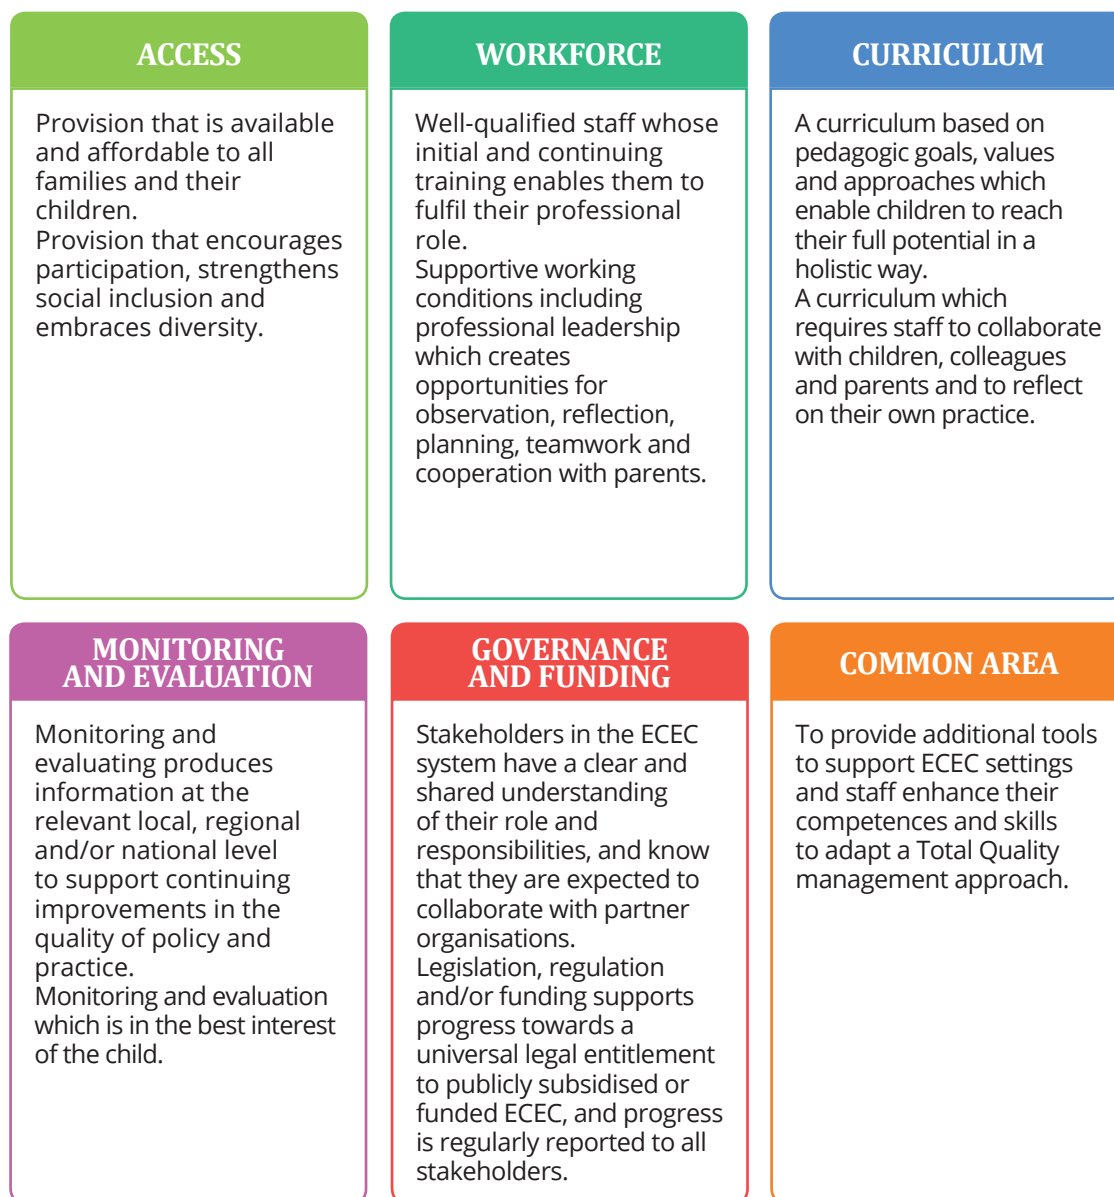 ACCESS
Provision that is available
and affordable to all
families and their
children.
Provision that encourages
participation, strengthens
social inclusion and
embraces diversity.
WORKFORCE
Well-qualified staff whose
initial and continuing
training enables them to
fulfil their professional
role.
Supportive working
conditions including
professional leadership
which creates
opportunities for
observation, reflection,
planning, teamwork and
cooperation with parents.
CURRICULUM
A curriculum based on
pedagogic goals, values
and approaches which
enable children to reach
their full potential in a
holistic way.
A curriculum which
requires staff to collaborate
with children, colleagues
and parents and to reflect
on their own practice.
MONITORING
AND EVALUATION
Monitoring and
evaluating produces
information at the
relevant local, regional
and/or national level
to support continuing
improvements in the
quality of policy and
practice.
Monitoring and evaluation
which is in the best interest
of the child.
GOVERNANCE
AND FUNDING
Stakeholders in the ECEC
system have a clear and
shared understanding
of their role and
responsibilities, and know
that they are expected to
collaborate with partner
organisations.
Legislation, regulation
and/or funding supports
progress towards a
universal legal entitlement
to publicly subsidised or
funded ECEC, and progress
is regularly reported to all
stakeholders.
COMMON AREA
To provide additional tools
to support ECEC settings
and staff enhance their
competences and skills
to adapt a Total Quality
management approach.